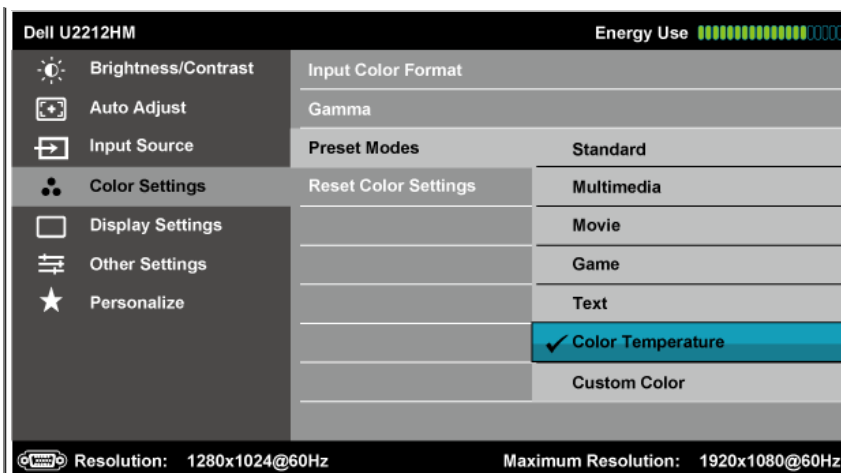 Dell U2212HM Energy Use
Brightness/Contrast Input Color Format
Auto Adjust Gamma
Input Source Preset Modes Standard
Color Settings Reset Color Settings Multimedia
Display Settings Movie
Other Settings Game
Personalize Text
Color Temperature
Custom Color
Resolution: 1280x1024@60Hz Maximum Resolution: 1920x1080@60Hz